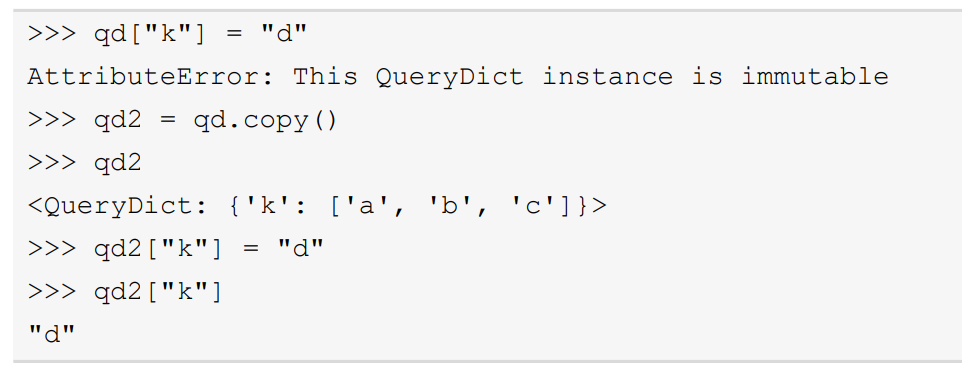 >>> qd["k"] = "d"
AttributeError: This QueryDict instance is immutable
>>> qd2 = qd.copy()
>>> qd2
<QueryDict: {'k': ['a', 'b', 'c']}>
>>> qd2["k"] = "d"
>>> qd2["k"]
"d"